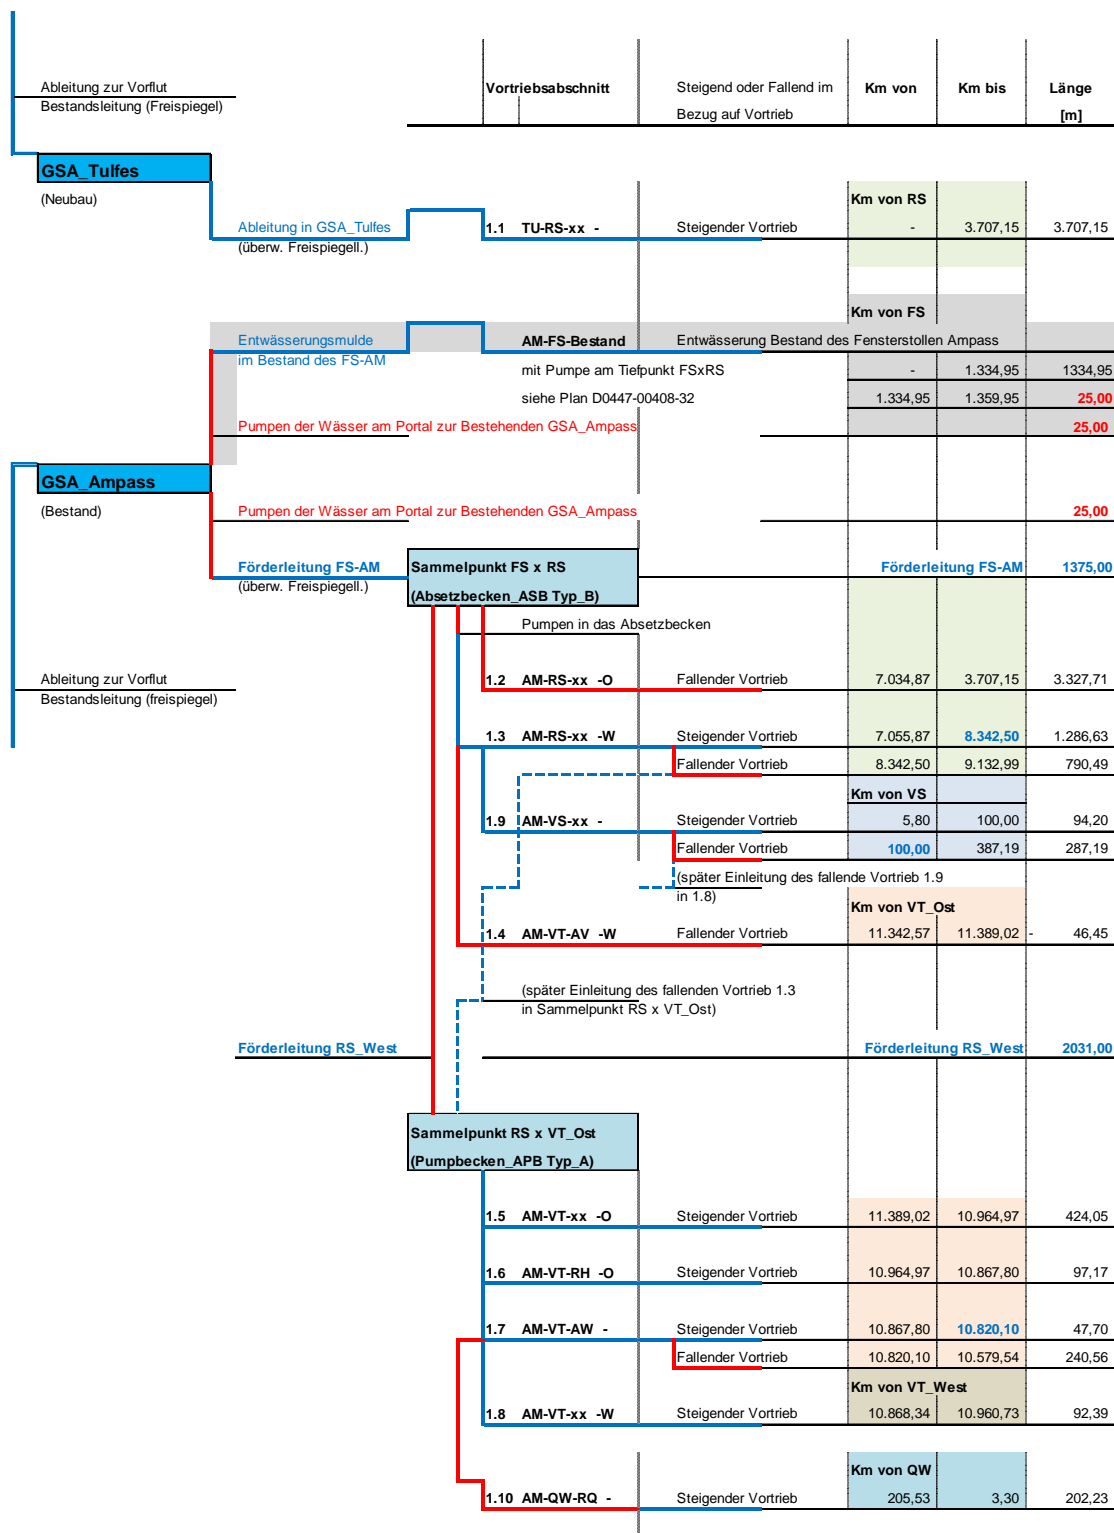 Ableitung zur Vorflut
Bestandsleitung (Freispiegel)
Vortriebsabschnitt Steigend oder Fallend im Km von Km bis Länge
Bezug auf Vortrieb [m]
GSA_Tulfes
(Neubau) Km von RS
Ableitung in GSA_Tulfes 1.1 TU-RS-xx - Steigender Vortrieb - 3.707,15 3.707,15
(überw. Freispiegell.)
Km von FS
Entwässerungsmulde AM-FS-Bestand Entwässerung Bestand des Fensterstollen Ampass
im Bestand des FS-AM
mit Pumpe am Tiefpunkt FSxRS - 1.334,95 1334,95
siehe Plan D0447-00408-32 1.334,95 1.359,95 25,00
Pumpen der Wässer am Portal zur Bestehenden GSA_Ampass 25,00
GSA_Ampass
(Bestand) Pumpen der Wässer am Portal zur Bestehenden GSA_Ampass 25,00
Förderleitung FS-AM Sammelpunkt FS x RS Förderleitung FS-AM 1375,00
(überw. Freispiegell.)
(Absetzbecken_ASB Typ_B)
Pumpen in das Absetzbecken
Ableitung zur Vorflut 1.2 AM-RS-xx -O Fallender Vortrieb 7.034,87 3.707,15 3.327,71
Bestandsleitung (freispiegel)
1.3 AM-RS-xx -W Steigender Vortrieb 7.055,87 8.342,50 1.286,63
Fallender Vortrieb 8.342,50 9.132,99 790,49
Km von VS
1.9 AM-VS-xx - Steigender Vortrieb 5,80 100,00 94,20
Fallender Vortrieb 100,00 387,19 287,19
(später Einleitung des fallende Vortrieb 1.9
in 1.8)
Km von VT_Ost
1.4 AM-VT-AV -W Fallender Vortrieb 11.342,57 11.389,02 - 46,45
(später Einleitung des fallenden Vortrieb 1.3
in Sammelpunkt RS x VT_Ost)
Förderleitung RS_West Förderleitung RS_West 2031,00
Sammelpunkt RS x VT_Ost
(Pumpbecken_APB Typ_A)
1.5 AM-VT-xx -O Steigender Vortrieb 11.389,02 10.964,97 424,05
1.6 AM-VT-RH -O Steigender Vortrieb 10.964,97 10.867,80 97,17
1.7 AM-VT-AW - Steigender Vortrieb 10.867,80 10.820,10 47,70
Fallender Vortrieb 10.820,10 10.579,54 240,56
Km von VT_West
1.8 AM-VT-xx -W Steigender Vortrieb 10.868,34 10.960,73 92,39
Km von QW
1.10 AM-QW-RQ - Steigender Vortrieb 205,53 3,30 202,23